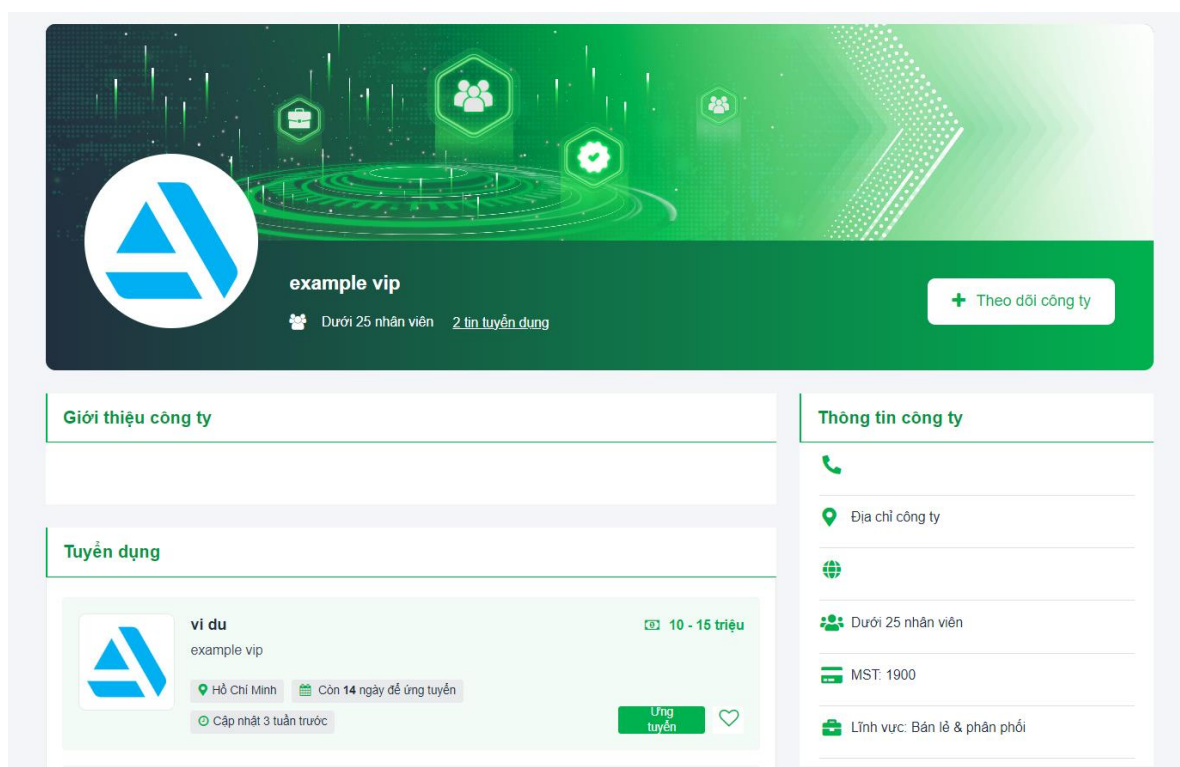 example vip
Dưới 25 nhân viên 2 tin tuyển dụng
Theo dõi công ty
Giới thiệu công ty
Tuyển dụng
vi du
10 - 15 triệu
example vip
Hồ Chí Minh Còn 14 ngày để ứng tuyển
Cập nhật 3 tuần trước
Ứng
tuyển
Thông tin công ty
Địa chỉ công ty
Dưới 25 nhân viên
MST: 1900
Lĩnh vực: Bán lẻ & phân phối